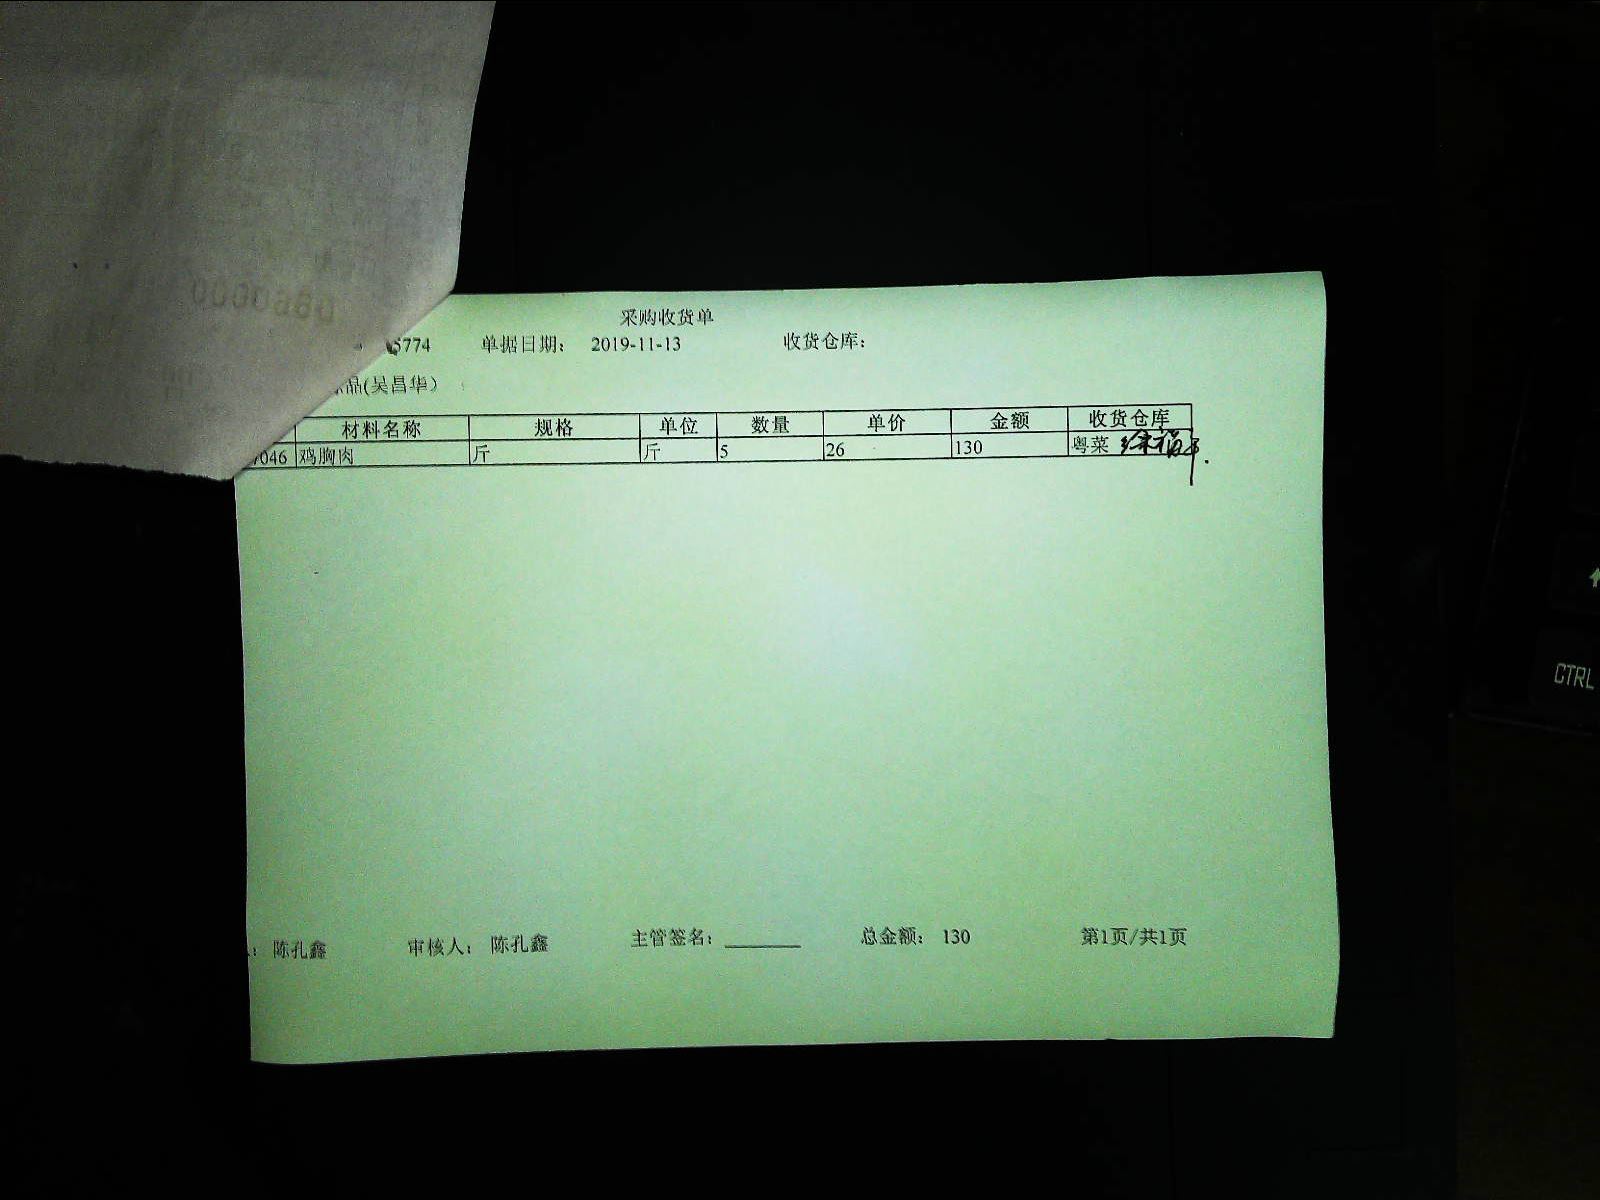 采购收货单
5774 单据日期： 2019-11-13 收货仓库：
品(吴昌华)
材料名称 规格 单位 数量 单价 金额 收货仓库
046 鸡胸肉 斤 斤 5 26 130 粤菜
： 陈孔鑫 审核人： 陈孔鑫 主管签名： 总金额： 130 第1页/共1页
CTRL